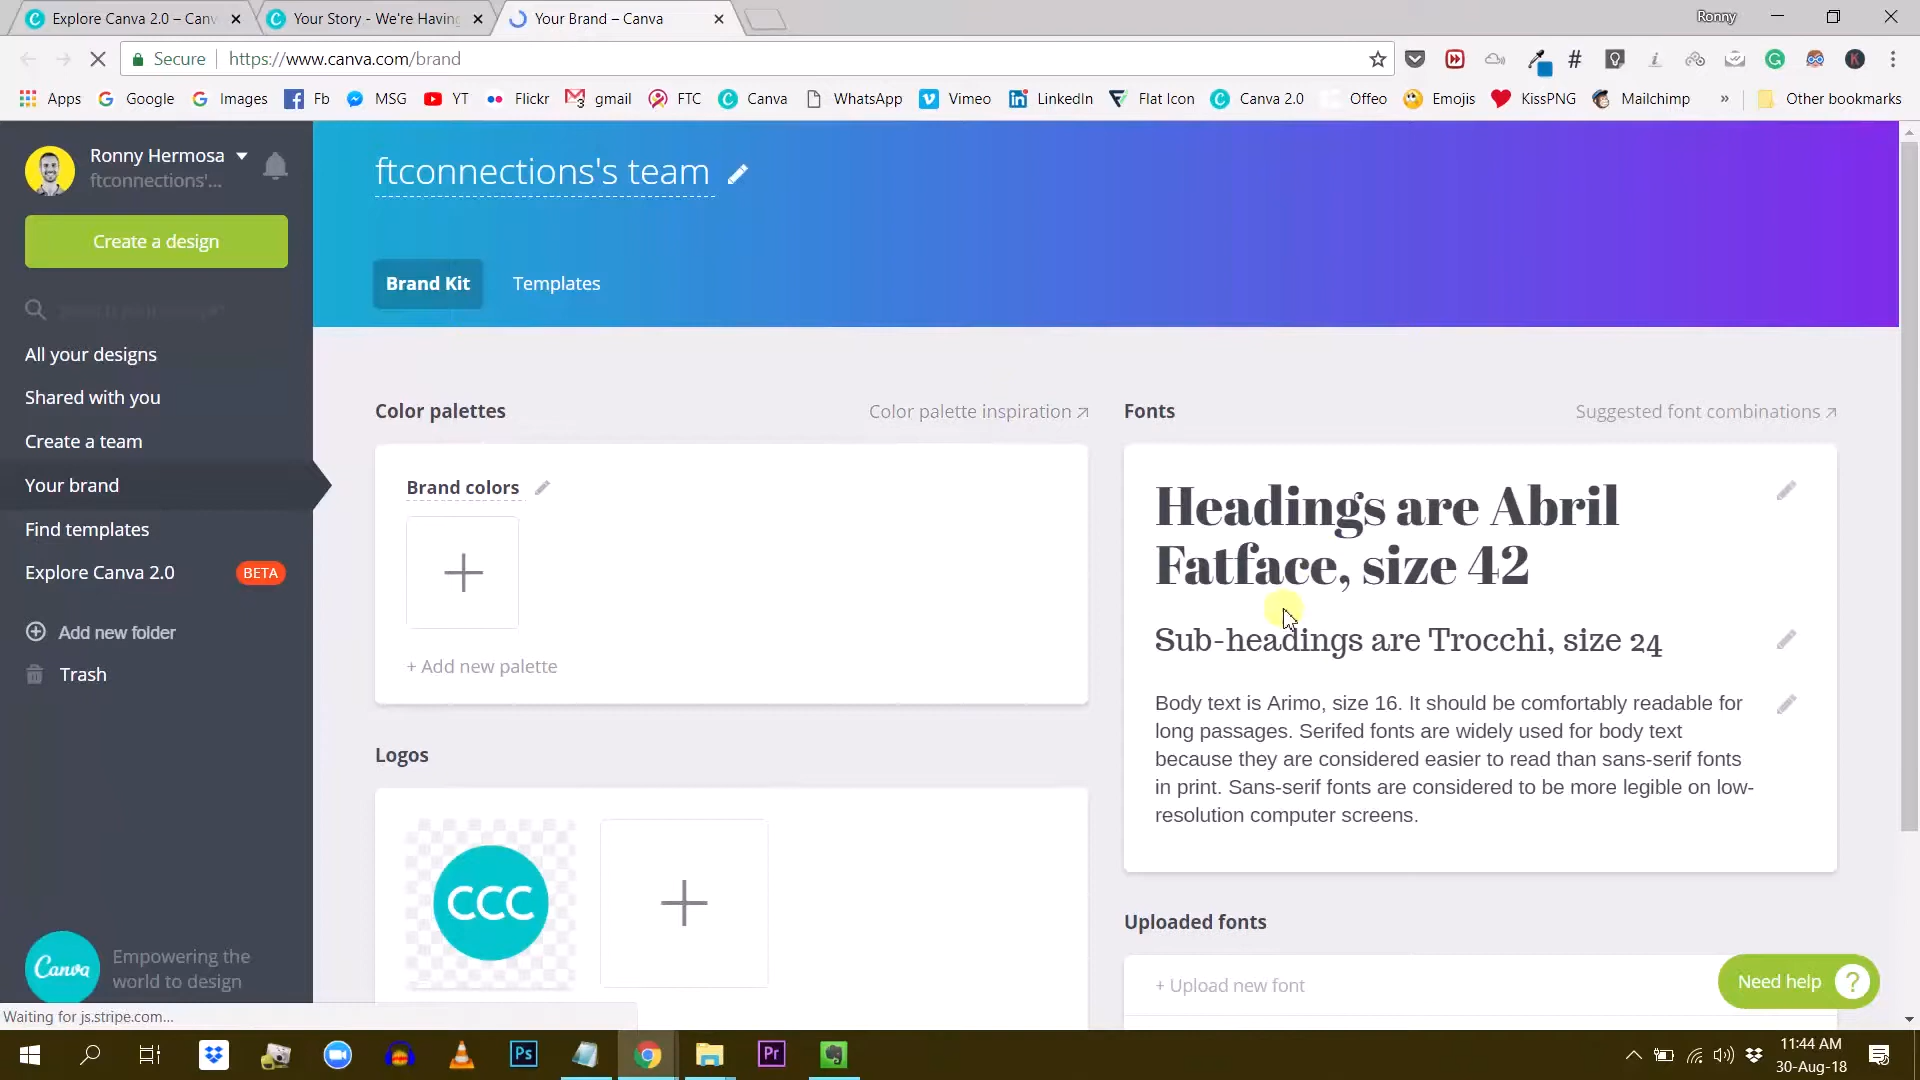 Explore Canva 2.0 – Canv
Your Story - We're Having
Your Brand – Canva
Ronny
Secure
https://www.canva.com/brand
Apps
Google
Images
Fb
MSG
YT
Flickr
gmail
FTC
Canva
WhatsApp
Vimeo
LinkedIn
Flat Icon
Canva 2.0
Offeo
Emojis
KissPNG
Mailchimp
»
Other bookmarks
Ronny Hermosa
ftconnections'...
Create a design
All your designs
Shared with you
Create a team
Your brand
Find templates
Explore Canva 2.0
BETA
Add new folder
Trash
Canva
Empowering the
world to design
Waiting for js.stripe.com...
ftconnections's team
Brand Kit
Templates
Color palettes
Color palette inspiration
Brand colors
+ Add new palette
Logos
CCC
Fonts
Suggested font combinations
Headings are Abril
Fatface, size 42
Sub-headings are Trocchi, size 24
Body text is Arimo, size 16. It should be comfortably readable for
long passages. Serifed fonts are widely used for body text
because they are considered easier to read than sans-serif fonts
in print. Sans-serif fonts are considered to be more legible on low-
resolution computer screens.
Uploaded fonts
+ Upload new font
Need help ?
Ps
Pr
11:44 AM
30-Aug-18